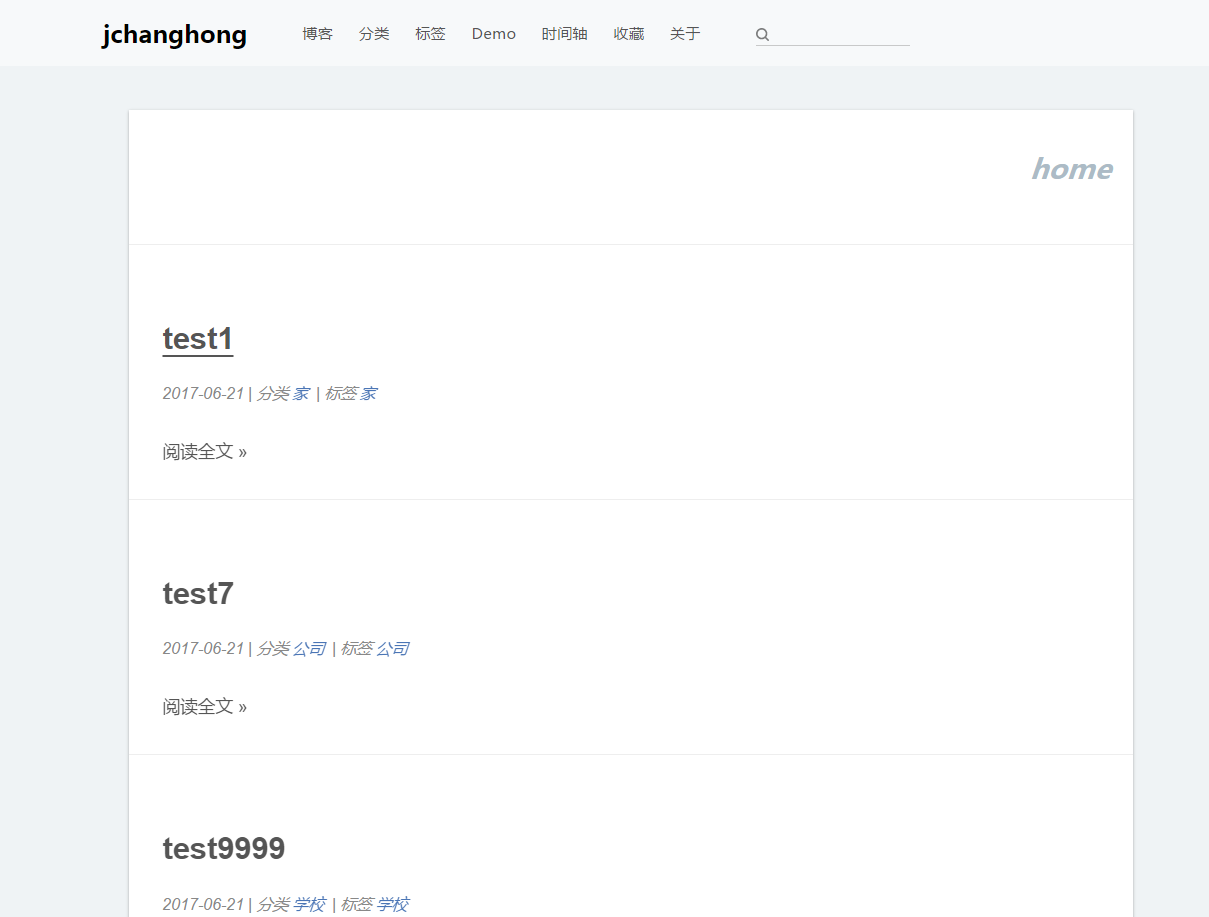 jchanghong 博客 分类 标签 Demo 时间轴 收藏 关于
home
test1
2017-06-21 | 分类 家 | 标签 家
阅读全文 »
test7
2017-06-21 | 分类 公司 | 标签 公司
阅读全文 »
test9999
2017-06-21 | 分类 学校 | 标签 学校